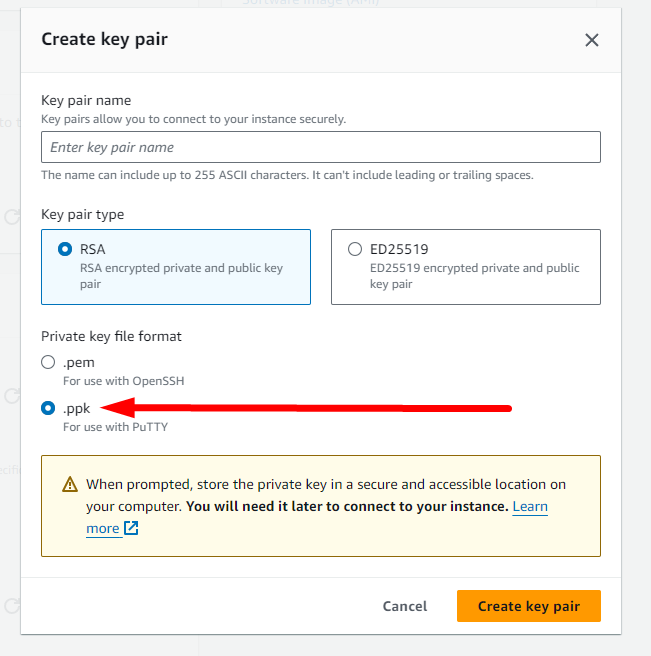 Software Image (AMI)
Create key pair
Key pair name
Key pairs allow you to connect to your instance securely.
Enter key pair name
The name can include up to 255 ASCII characters. It can't include leading or trailing spaces.
Key pair type
RSA
RSA encrypted private and public key
pair
ED25519
ED25519 encrypted private and public
key pair
Private key file format
.pem
For use with OpenSSH
.ppk
For use with PuTTY
When prompted, store the private key in a secure and accessible location on
your computer. You will need it later to connect to your instance. Learn
more
Cancel
Create key pair